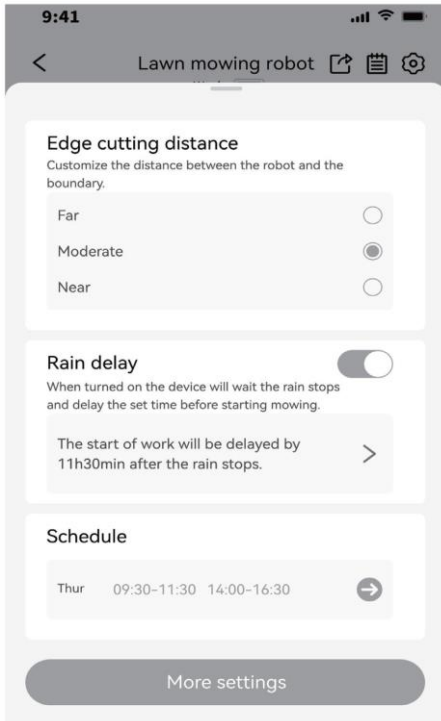 9:41
Lawn mowing robot
Edge cutting distance
Customize the distance between the robot and the
boundary.
Far
Moderate
Near
Rain delay
When turned on the device will wait the rain stops
and delay the set time before starting mowing.
The start of work will be delayed by
11h30min after the rain stops.
Schedule
Thur 09:30-11:30 14:00-16:30
More settings